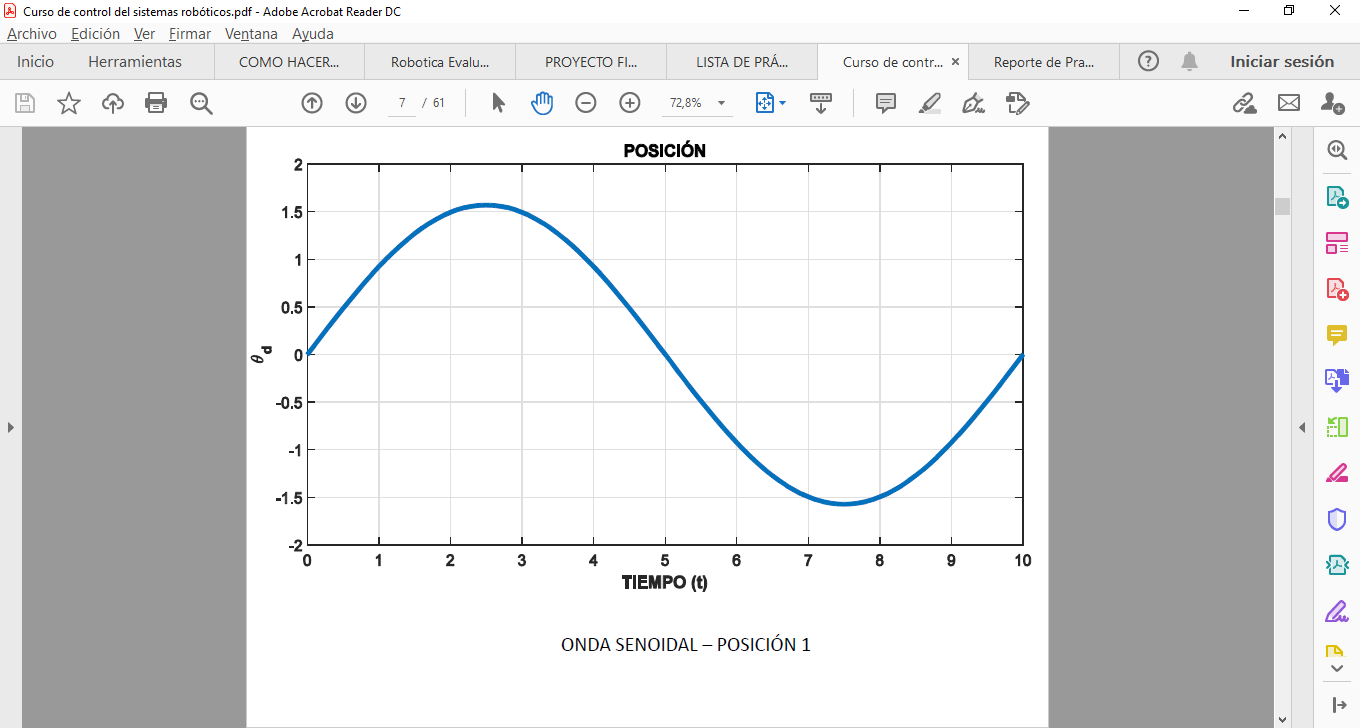 Curso de control del sistemas robóticos.pdf - Adobe Acrobat Reader DC
Archivo Edición Ver Firmar Ventana Ayuda
Inicio Herramientas COMO HACER... Robotica Evalu... PROYECTO FI... LISTA DE PRÁ... Curso de contr... Reporte de Pra... Iniciar sesión
7 / 61 72,8%
POSICIÓN
2
1.5
1
0.5
0
-0.5
-1
-1.5
-2
θ d
0 1 2 3 4 5 6 7 8 9 10
TIEMPO (t)
ONDA SENOIDAL – POSICIÓN 1